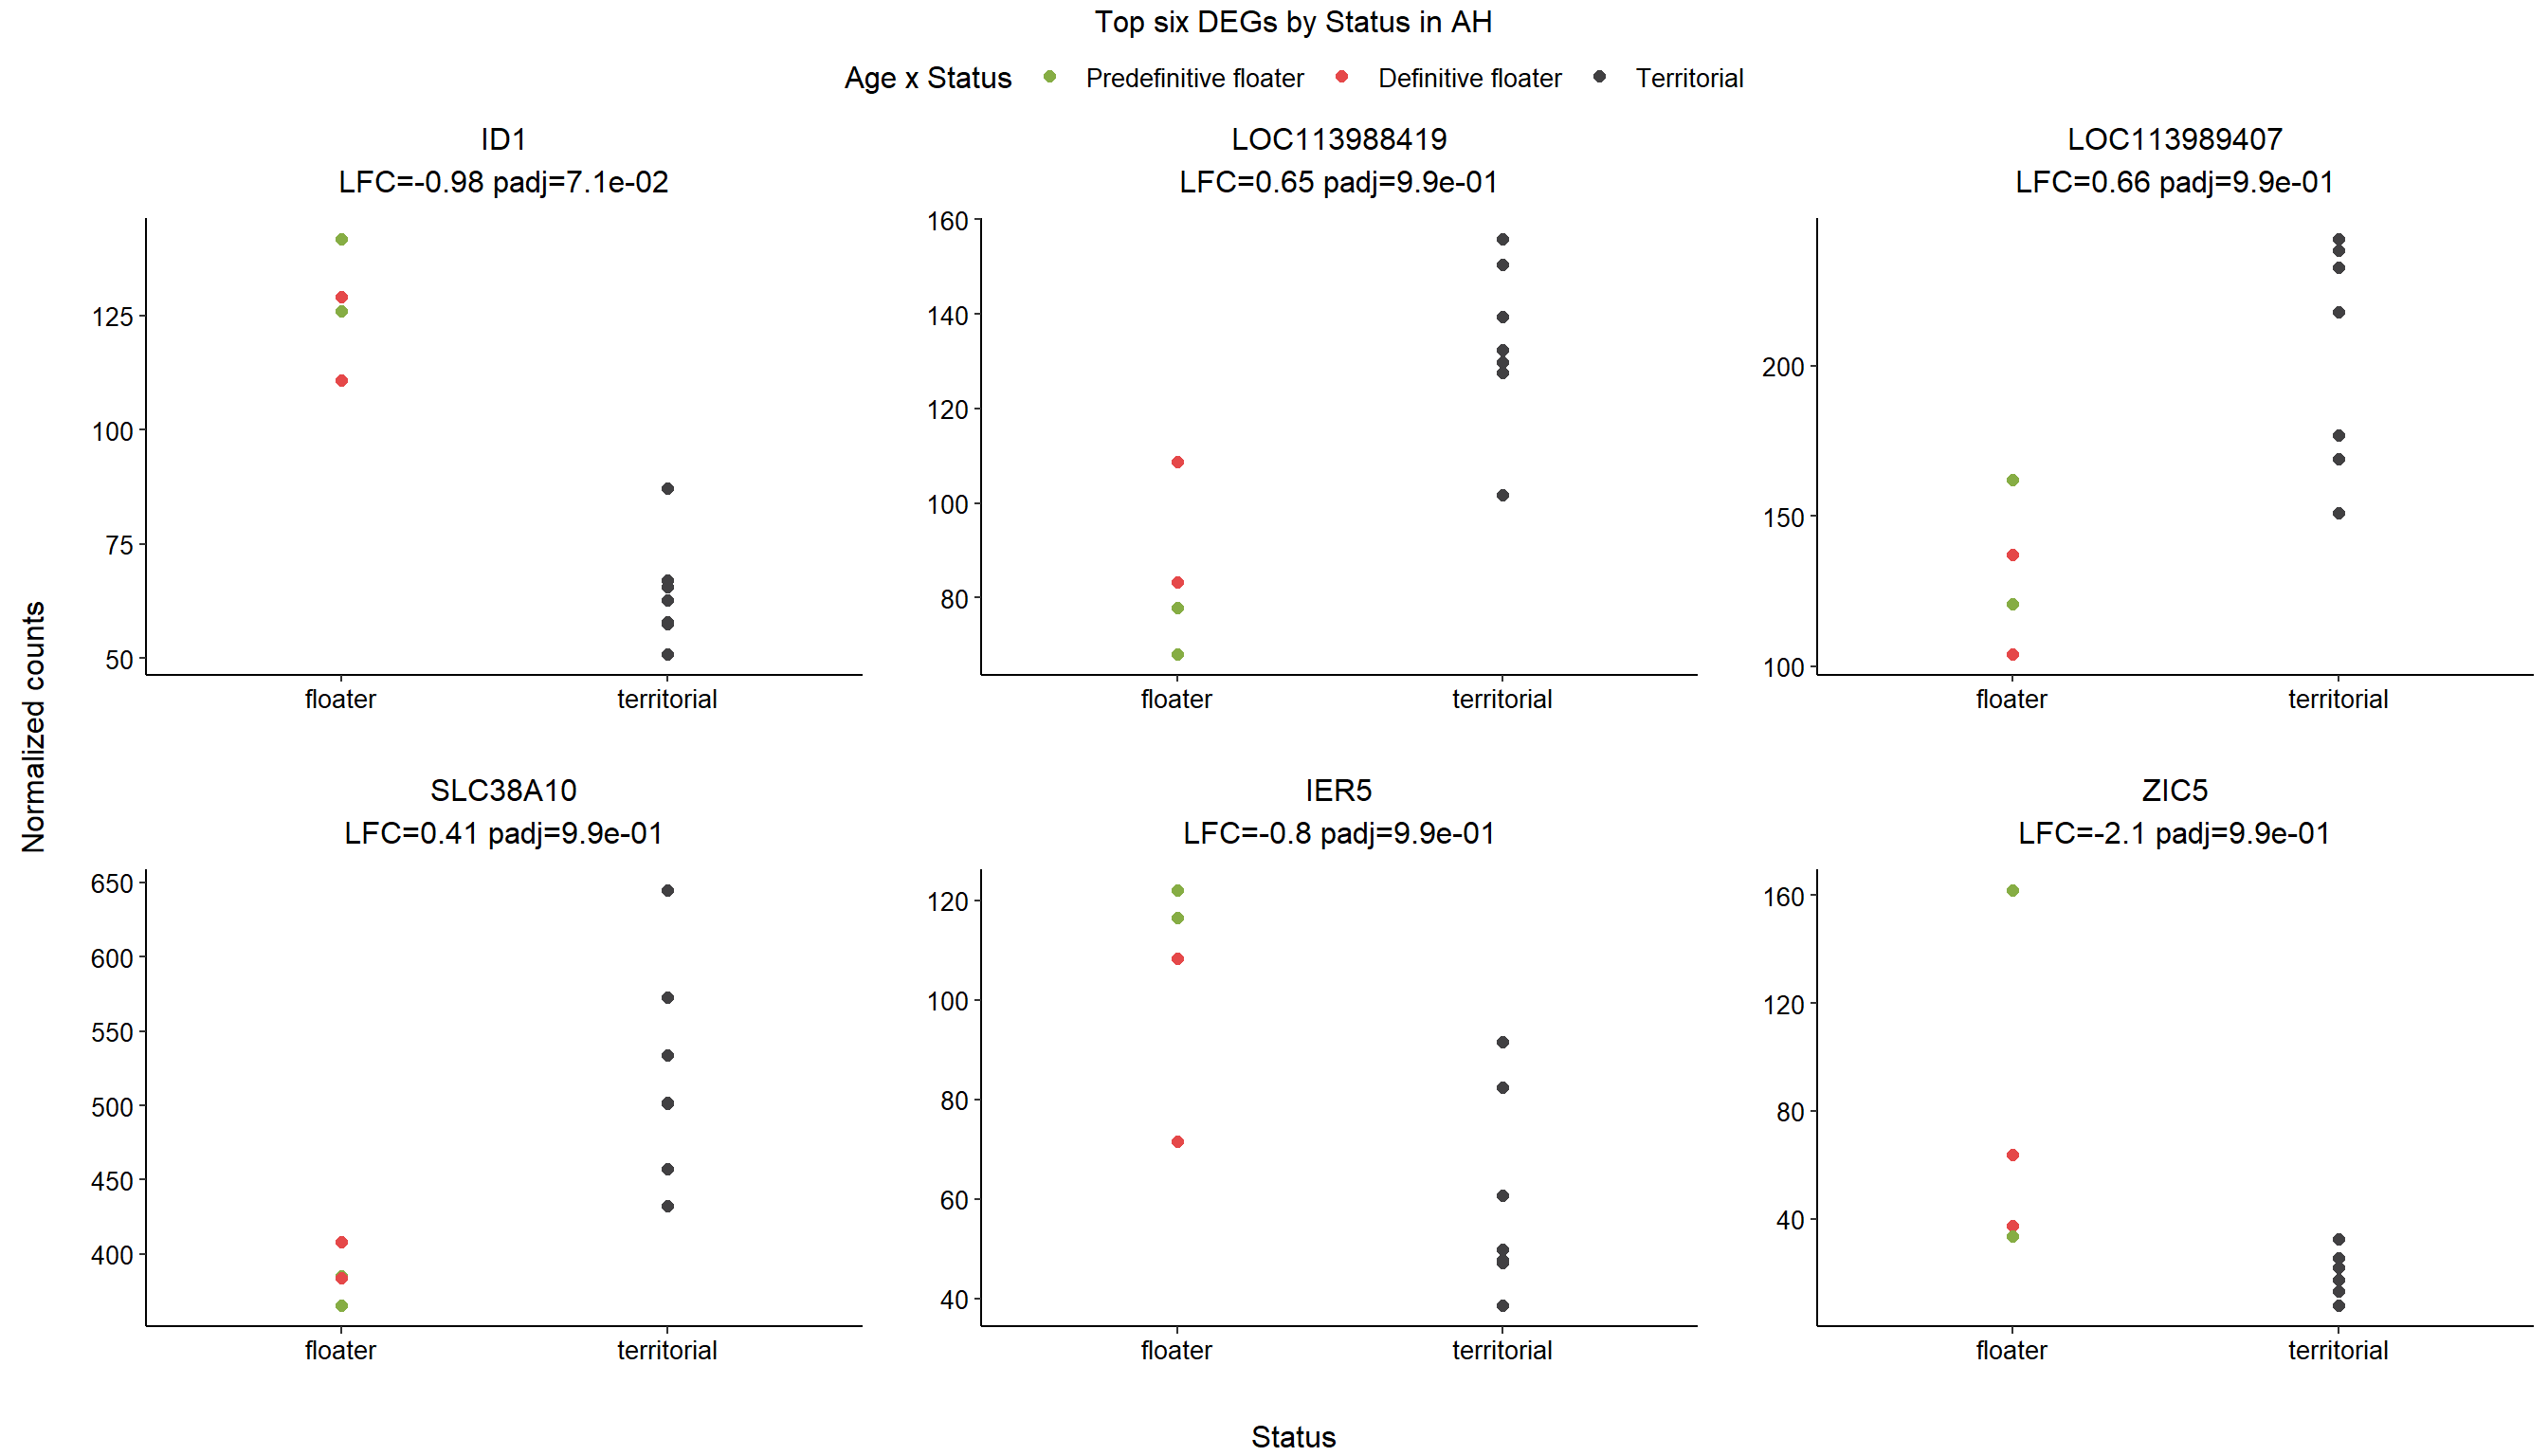 Top six DEGs by Status in AH
Age x Status Predefinitive floater Definitive floater Territorial
ID1
LFC=-0.98 padj=7.1e-02
125
100
75
50
floater territorial
LOC113988419
LFC=0.65 padj=9.9e-01
160
140
120
100
80
floater territorial
LOC113989407
LFC=0.66 padj=9.9e-01
200
150
100
floater territorial
Normalized counts
SLC38A10
LFC=0.41 padj=9.9e-01
650
600
550
500
450
400
floater territorial
IER5
LFC=-0.8 padj=9.9e-01
120
100
80
60
40
floater territorial
ZIC5
LFC=-2.1 padj=9.9e-01
160
120
80
40
floater territorial
Status